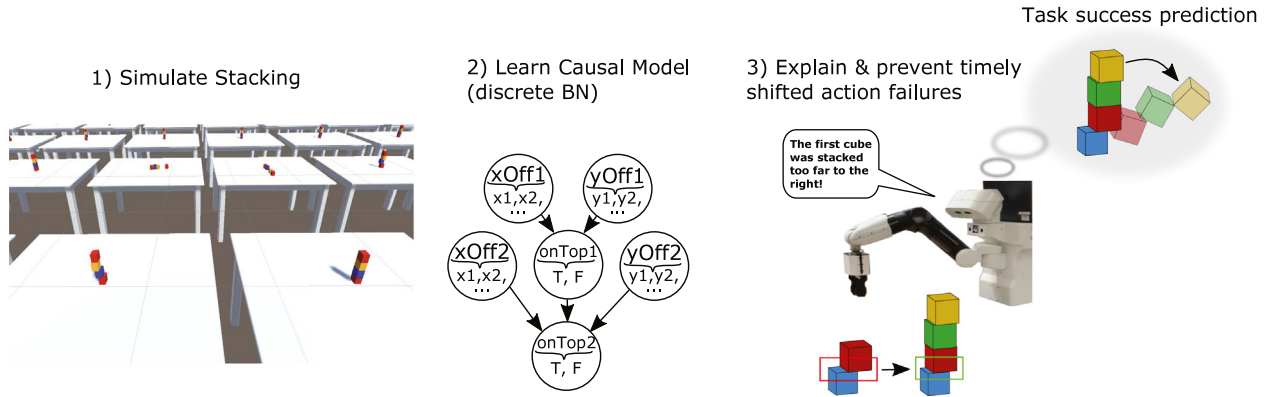 Task success prediction
1) Simulate Stacking
2) Learn Causal Model
(discrete BN)
3) Explain & prevent timely
shifted action failures
The first cube
was stacked
too far to the
right!
xOff1
x1,x2,
...
yOff1
y1,y2,
...
xOff2
x1,x2,
...
onTop1
T, F
yOff2
y1,y2,
...
onTop2
T, F